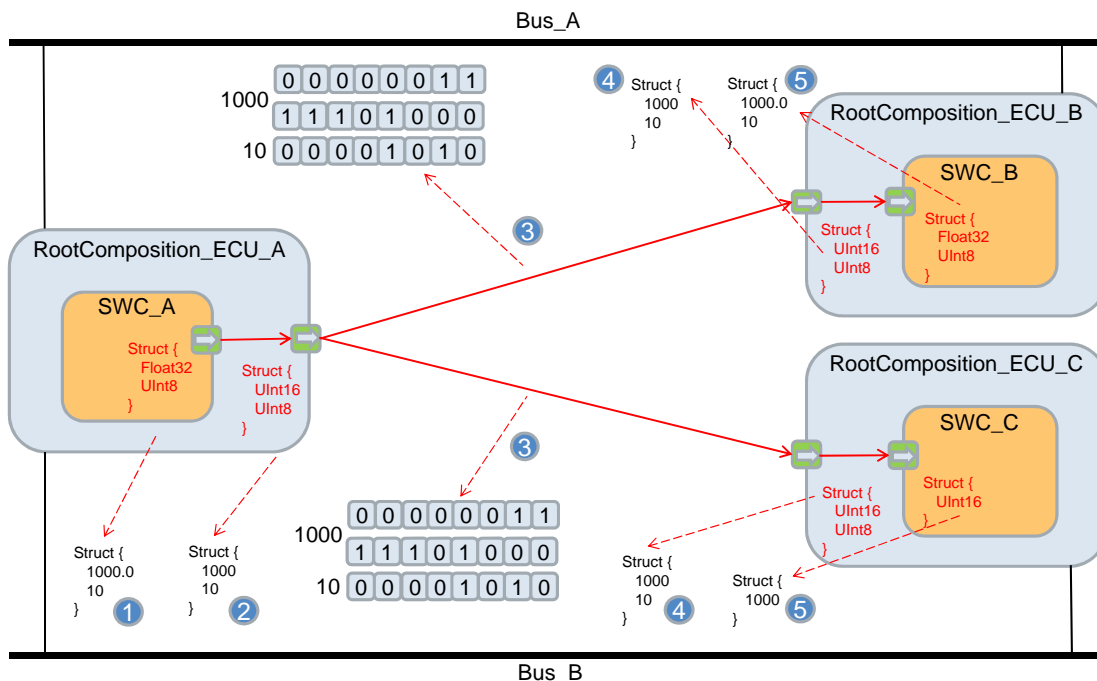 Bus_A
0 0 0 0 0 0 1 1
1000
1 1 1 0 1 0 0 0
10 0 0 0 0 1 0 1 0
4
Struct {
1000
10
}
Struct {
1000.0
10
}
5
RootComposition_ECU_B
SWC_B
Struct {
UInt16
UInt8
}
Struct {
Float32
UInt8
}
3
RootComposition_ECU_A
SWC_A
Struct {
Float32
UInt8
}
Struct {
UInt16
UInt8
}
RootComposition_ECU_C
SWC_C
Struct {
UInt16
UInt8
}
Struct {
UInt16
}
3
0 0 0 0 0 0 1 1
1000
1 1 1 0 1 0 0 0
10 0 0 0 0 1 0 1 0
Struct {
1000.0
10
}
1
Struct {
1000
10
}
2
Struct {
1000
10
}
4
Struct {
1000
}
5
Bus_B